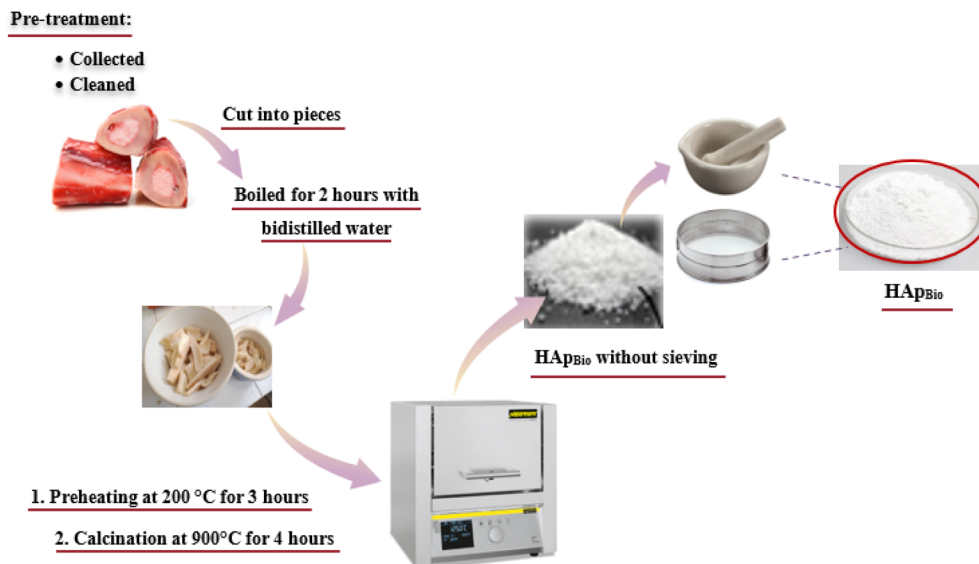 Pre-treatment:
• Collected
• Cleaned
Cut into pieces
Boiled for 2 hours with
bidistilled water
HApBio
HApBio without sieving
1. Preheating at 200 °C for 3 hours
2. Calcination at 900°C for 4 hours